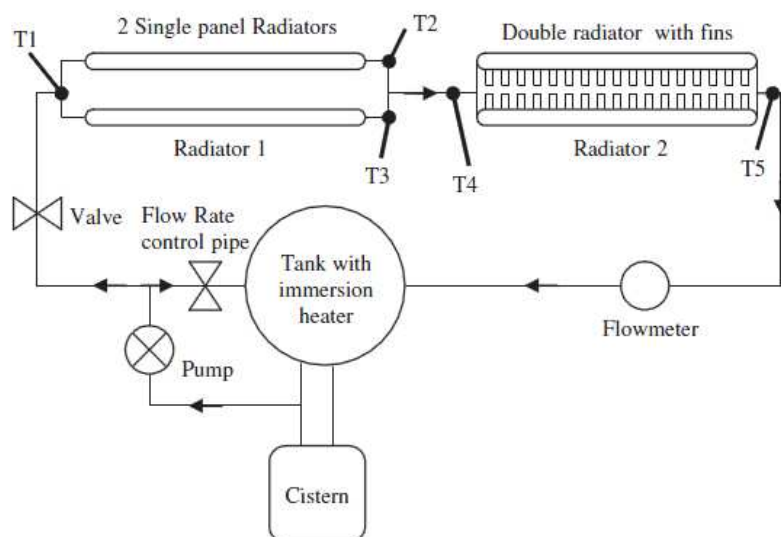 2 Single panel Radiators
T2
Double radiator with fins
T1
Radiator 1
T3
T4
Radiator 2
T5
Valve
Flow Rate
control pipe
Tank with
immersion
heater
Flowmeter
Pump
Cistern